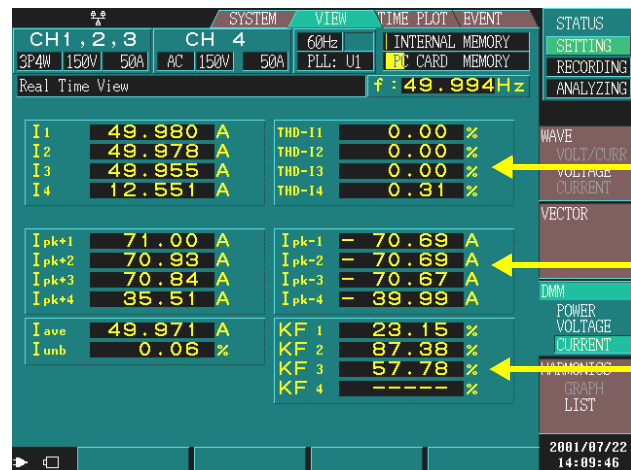 SYSTEM VIEW TIME PLOT EVENT
CH1,2,3 CH 4 60Hz INTERNAL MEMORY
3P4W 150V 50A AC 150V 50A PLL: U1 PC CARD MEMORY
Real Time View f:49.994Hz
I1 49.980 A
I2 49.978 A
I3 49.955 A
I4 12.551 A
THD-I1 0.00 %
THD-I2 0.00 %
THD-I3 0.00 %
THD-I4 0.31 %
Ipk+1 71.00 A
Ipk+2 70.93 A
Ipk+3 70.84 A
Ipk+4 35.51 A
Ipk-1 - 70.69 A
Ipk-2 - 70.69 A
Ipk-3 - 70.67 A
Ipk-4 - 39.99 A
Iave 49.971 A
Iunb 0.06 %
KF 1 23.15 %
KF 2 87.38 %
KF 3 57.78 %
KF 4 ----- %
STATUS
SETTING
RECORDING
ANALYZING
WAVE
VOLT/CURR
VOLTAGE
CURRENT
VECTOR
DMM
POWER
VOLTAGE
CURRENT
HARMONICS
GRAPH
LIST
2001/07/22
14:09:46